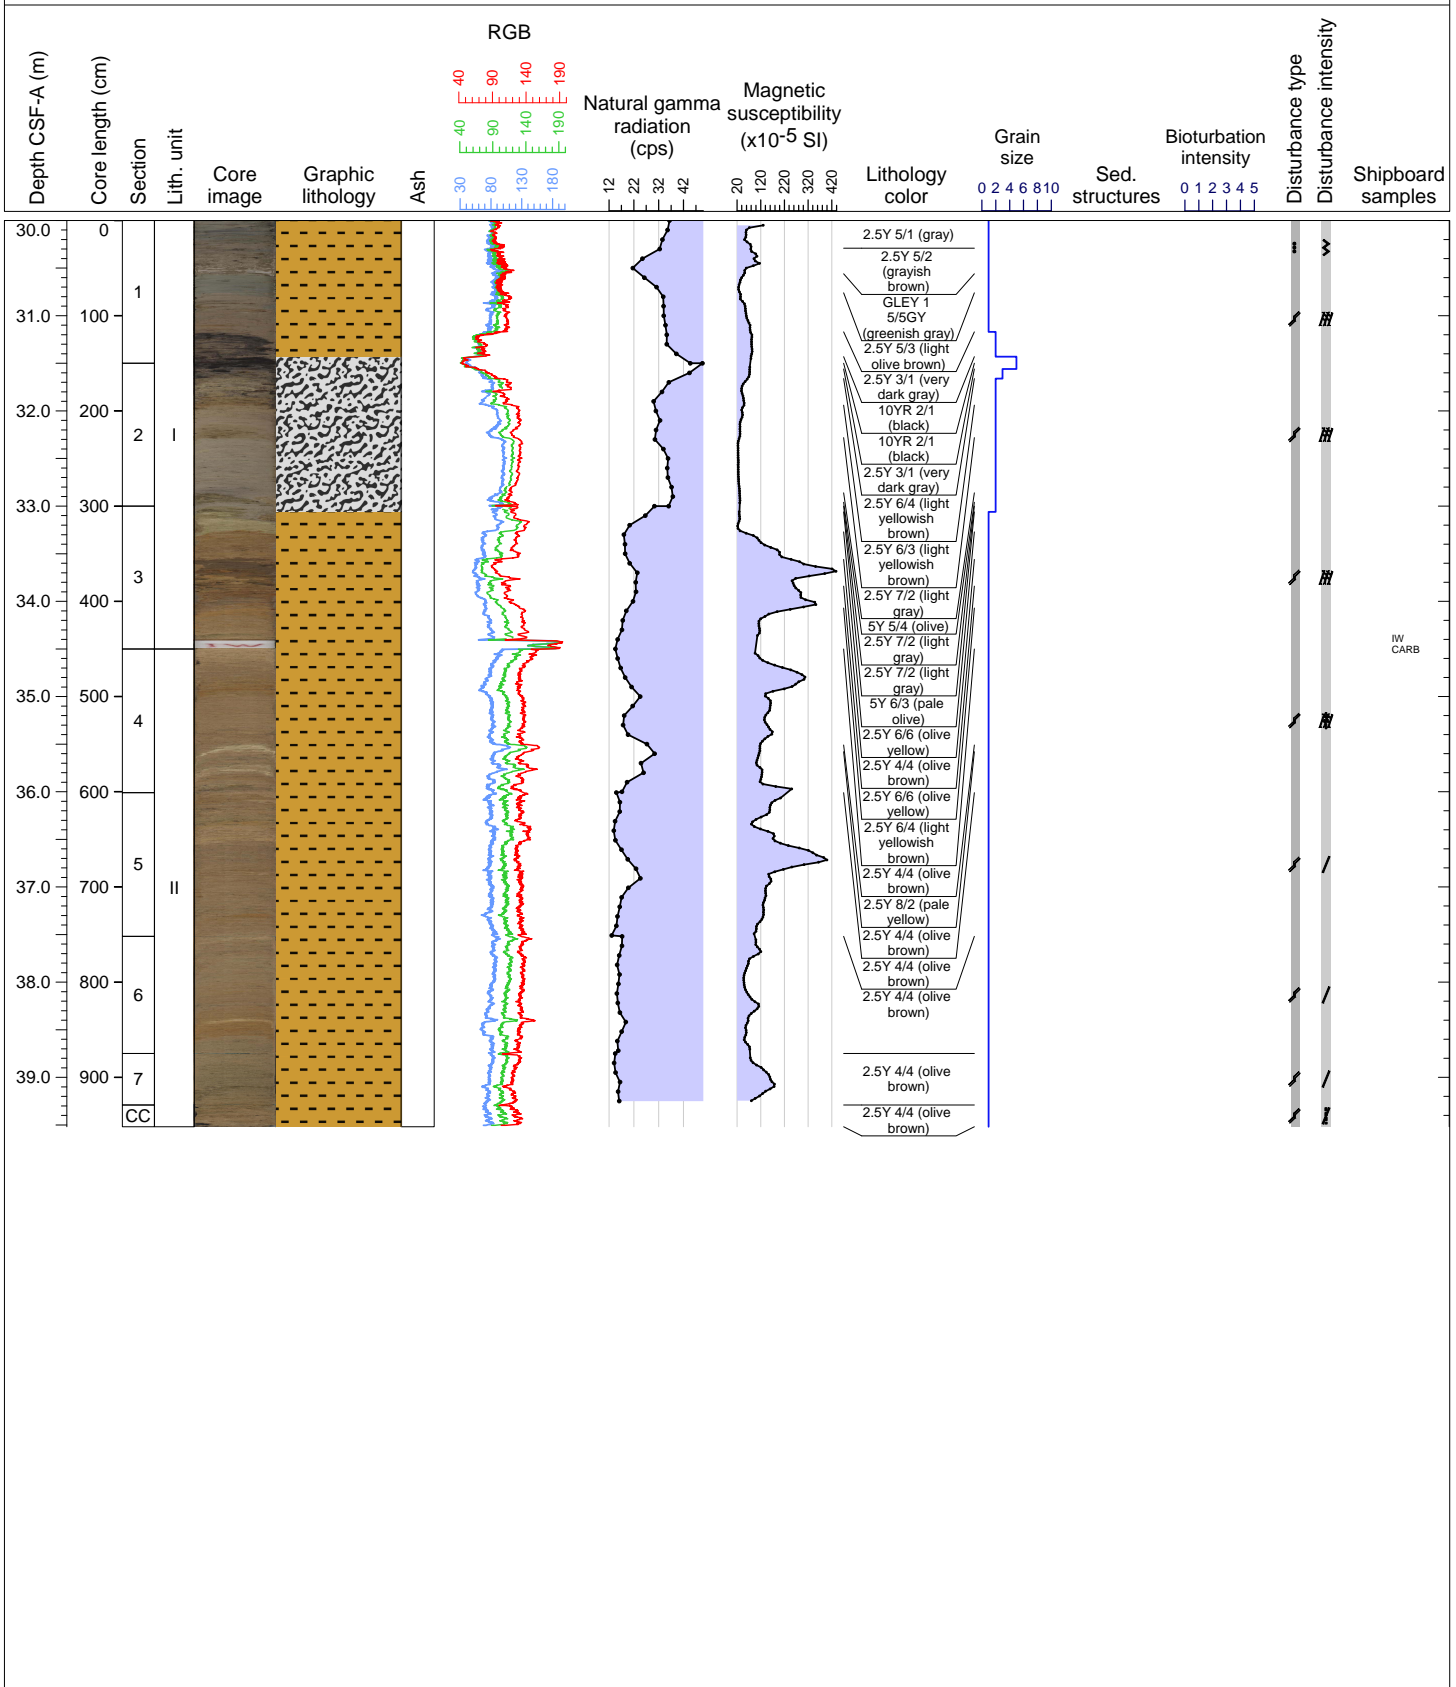 RGB
40 90 140 190
40 90 140 190
30 80 130 180
Depth CSF-A (m)
Core length (cm)
Section
Lith. unit
Core
image
Graphic
lithology
Ash
Natural gamma
radiation
(cps)
12 22 32 42
Magnetic
susceptibility
(x10-5 SI)
20 120 220 320 420
Lithology
color
Grain
size
0 2 4 6 8 10
Sed.
structures
Bioturbation
intensity
0 1 2 3 4 5
Disturbance type
Disturbance intensity
Shipboard
samples
30.0
31.0
32.0
33.0
34.0
35.0
36.0
37.0
38.0
39.0
0
100
200
300
400
500
600
700
800
900
1
2
3
4
5
6
7
CC
I
II
IW
2.5Y 5/1 (gray)
2.5Y 5/2
(grayish
brown)
GLEY 1
5/5GY
(greenish gray)
2.5Y 5/3 (light
olive brown)
2.5Y 3/1 (very
dark gray)
10YR 2/1
(black)
10YR 2/1
(black)
2.5Y 3/1 (very
dark gray)
2.5Y 6/4 (light
yellowish
brown)
2.5Y 6/3 (light
yellowish
brown)
2.5Y 7/2 (light
gray)
5Y 5/4 (olive)
2.5Y 7/2 (light
gray)
2.5Y 7/2 (light
gray)
5Y 6/3 (pale
olive)
2.5Y 6/6 (olive
yellow)
2.5Y 4/4 (olive
brown)
2.5Y 6/6 (olive
yellow)
2.5Y 6/4 (light
yellowish
brown)
2.5Y 4/4 (olive
brown)
2.5Y 8/2 (pale
yellow)
2.5Y 4/4 (olive
brown)
2.5Y 4/4 (olive
brown)
2.5Y 4/4 (olive
brown)
2.5Y 4/4 (olive
brown)
2.5Y 4/4 (olive
brown)
IW
CARB